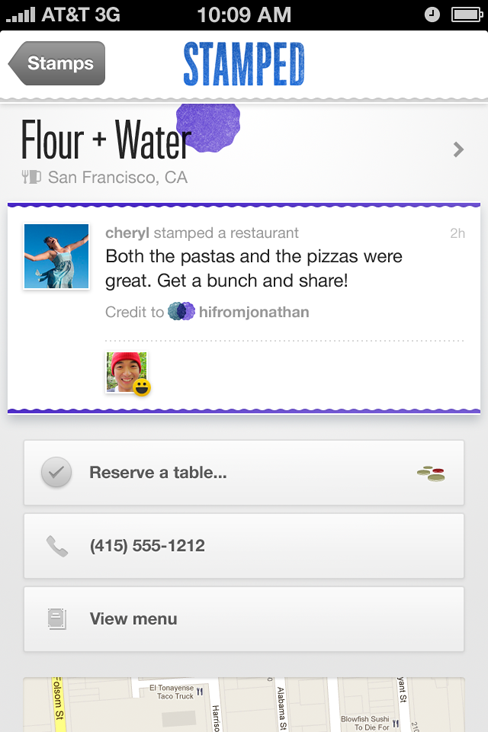 AT&T 3G 10:09 AM
Stamps
STAMPED
Flour + Water
San Francisco, CA
cheryl stamped a restaurant 2h
Both the pastas and the pizzas were
great. Get a bunch and share!
Credit to hifromjonathan
Reserve a table...
(415) 555-1212
View menu
Folsom St
El Tonayense
Taco Truck
Harriso
Alabama St
Blowfish Sushi
To Die For
yant St